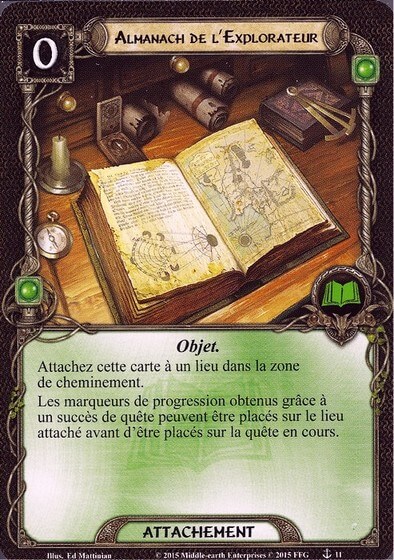 0
ALMANACH DE L'EXPLORATEUR
Objet.
Attachez cette carte à un lieu dans la zone
de cheminement.
Les marqueurs de progression obtenus grâce à
un succès de quête peuvent être placés sur le lieu
attaché avant d'être placés sur la quête en cours.
ATTACHEMENT
Illus. Ed Mattinian © 2015 Middle-earth Enterprises © 2015 FFG 11